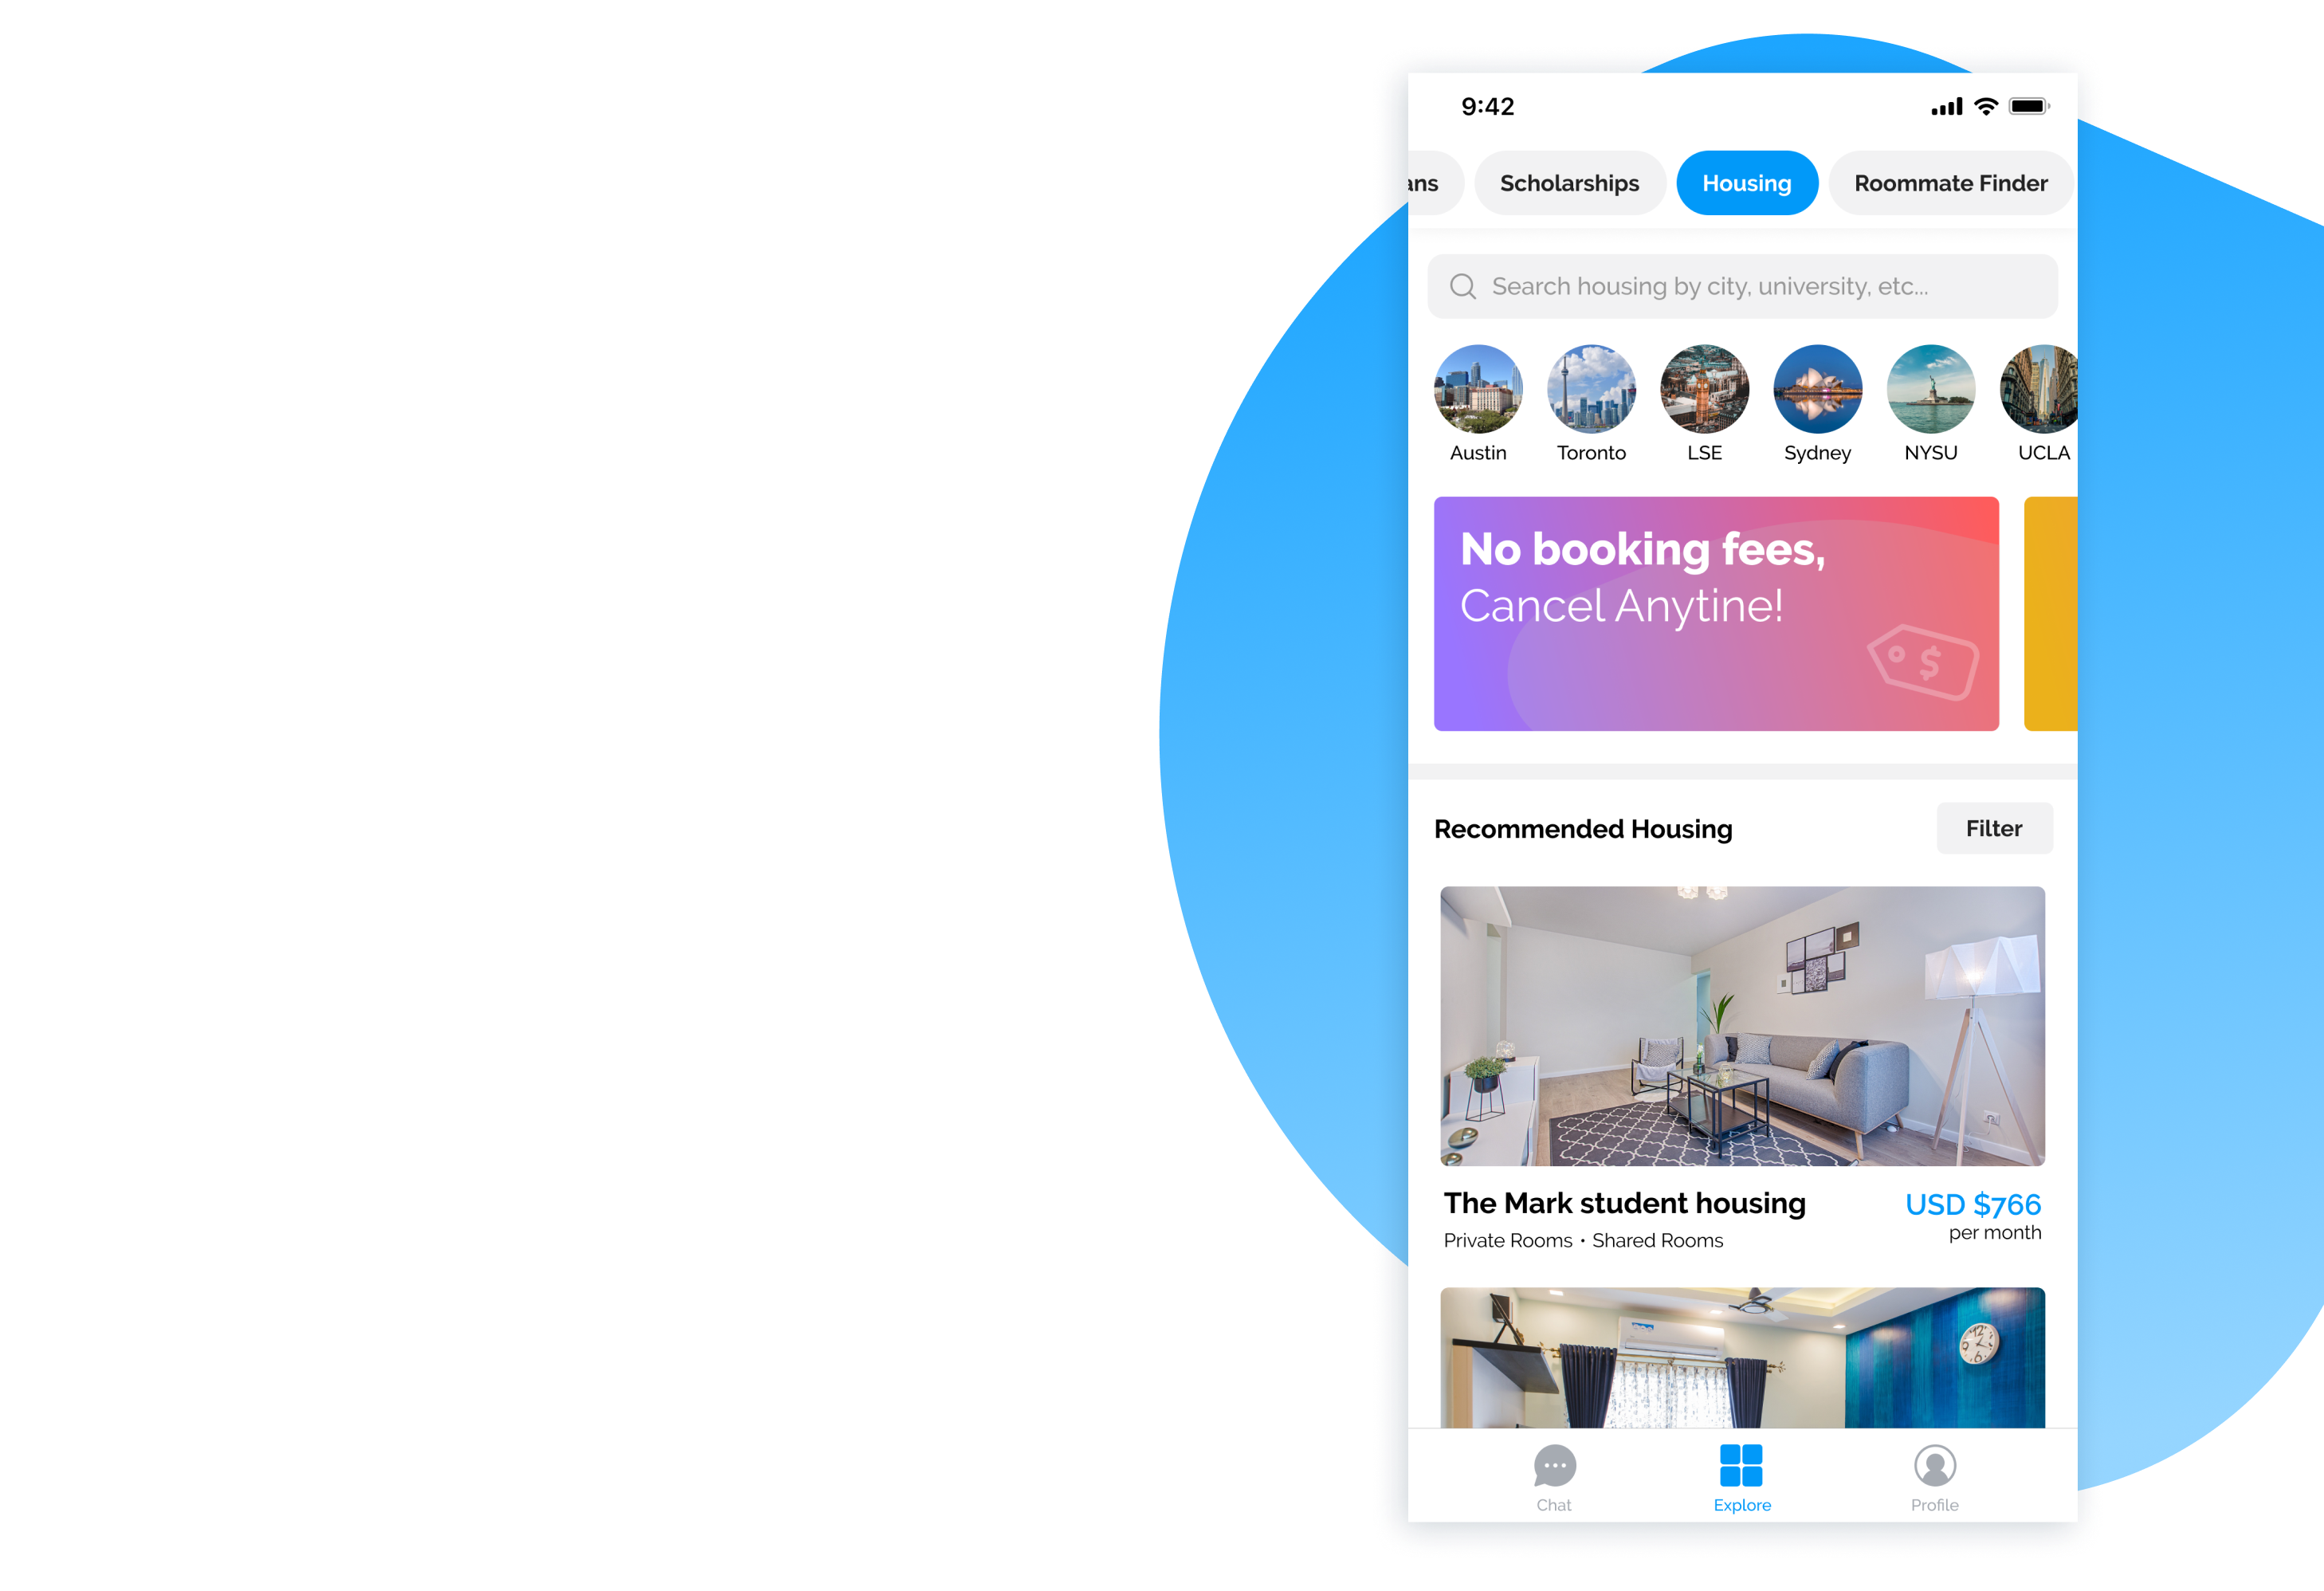 9:42
ans Scholarships Housing Roommate Finder
Search housing by city, university, etc...
Austin Toronto LSE Sydney NYSU UCLA
No booking fees,
Cancel Anytine!
Recommended Housing Filter
The Mark student housing USD $766
per month
Private Rooms • Shared Rooms
Chat Explore Profile